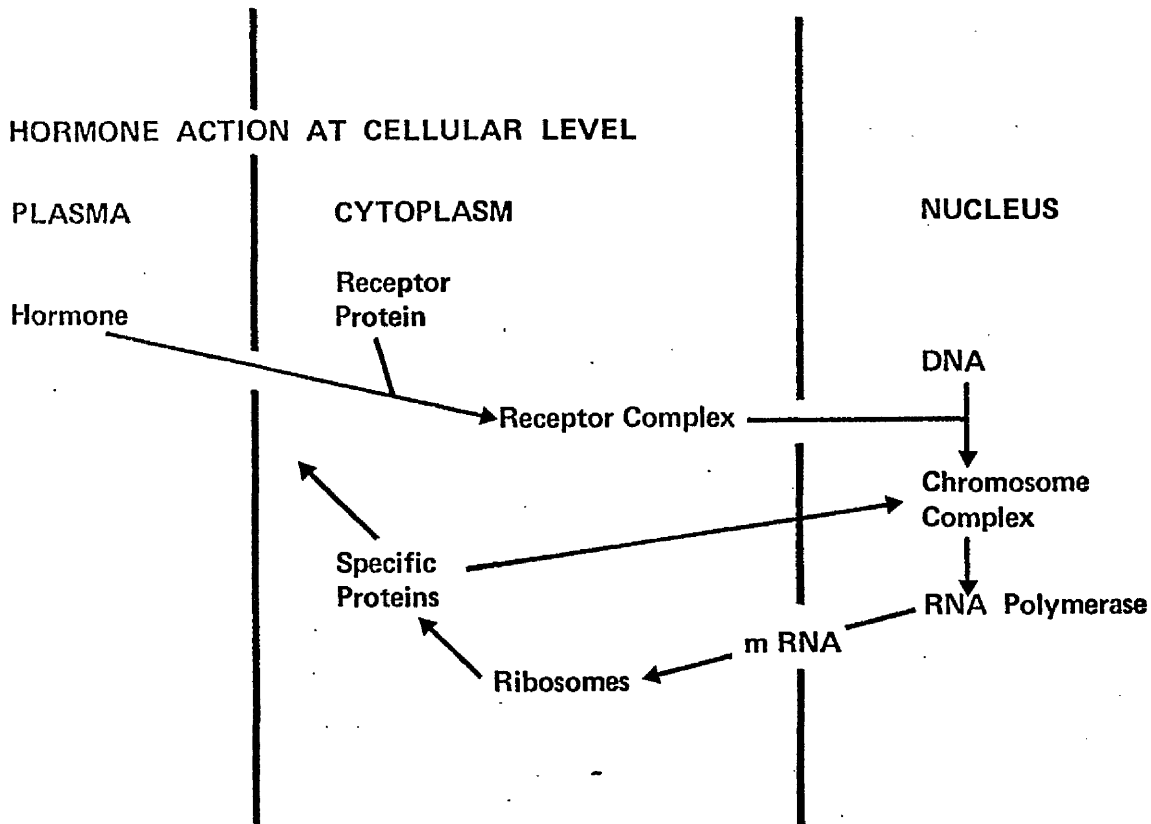 HORMONE ACTION AT CELLULAR LEVEL
PLASMA
CYTOPLASM
NUCLEUS
Hormone
Receptor
Protein
DNA
Receptor Complex
Chromosome
Complex
Specific
Proteins
RNA Polymerase
m RNA
Ribosomes